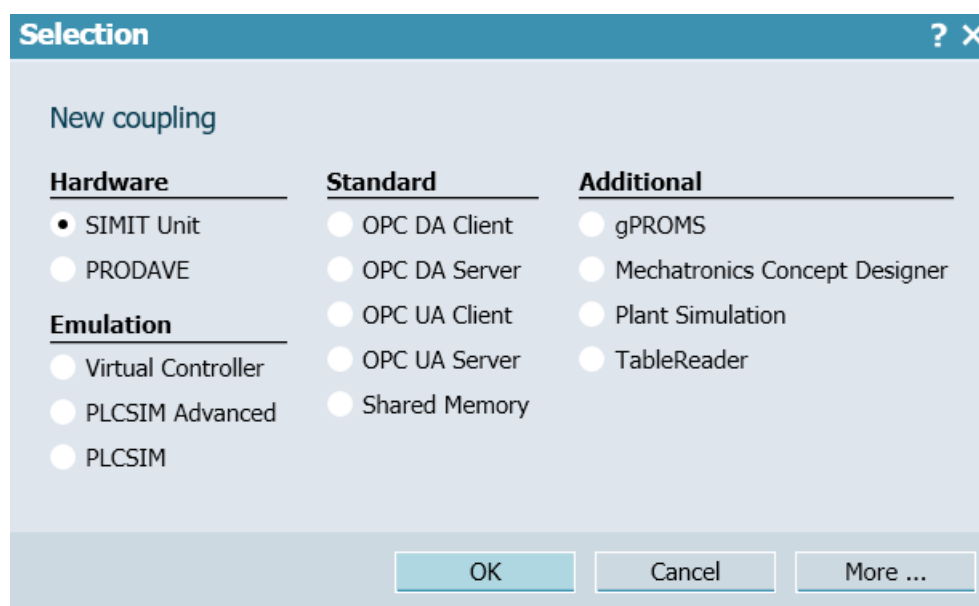 Selection ? ×
New coupling
Hardware
SIMIT Unit
PRODAVE
Emulation
Virtual Controller
PLCSIM Advanced
PLCSIM
Standard
OPC DA Client
OPC DA Server
OPC UA Client
OPC UA Server
Shared Memory
Additional
gPROMS
Mechatronics Concept Designer
Plant Simulation
TableReader
OK
Cancel
More ...